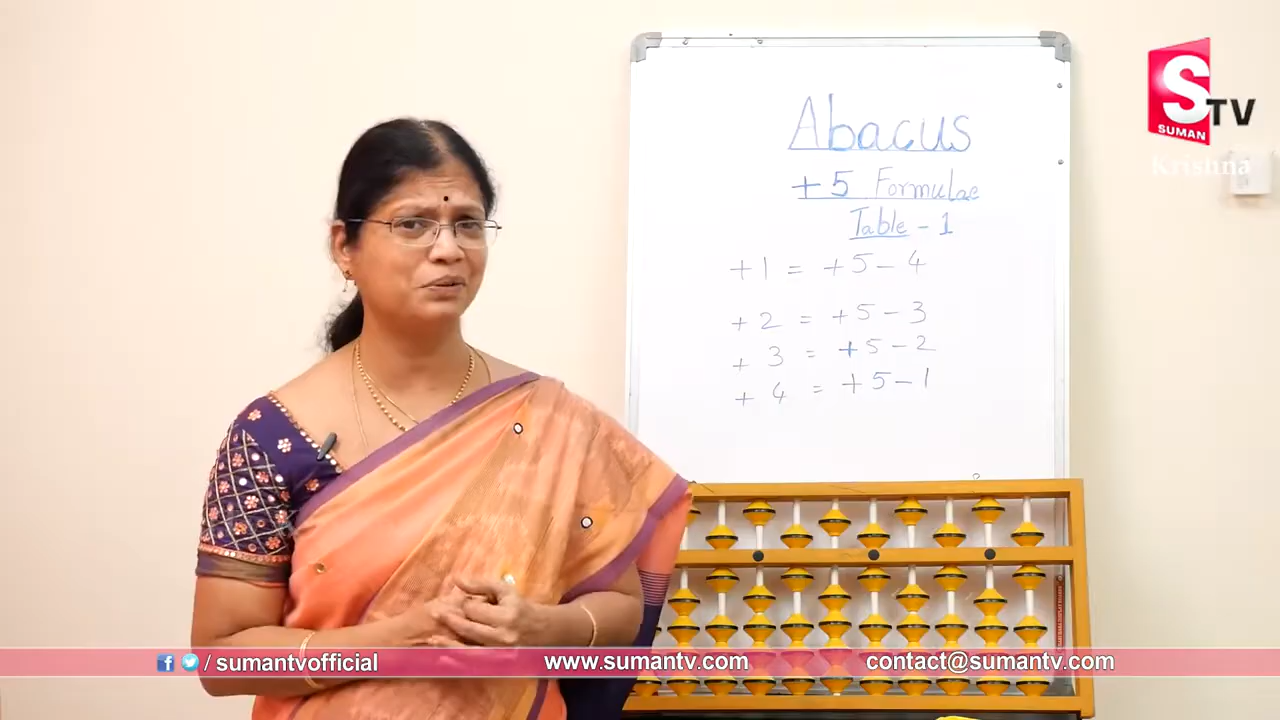 Abacus
+5 Formulae
Table - 1
+1 = +5-4
+2 = +5-3
+3 = +5-2
+4 = +5-1
S TV
SUMAN
Krishna
/ sumantvofficial
www.sumantv.com
contact@sumantv.com